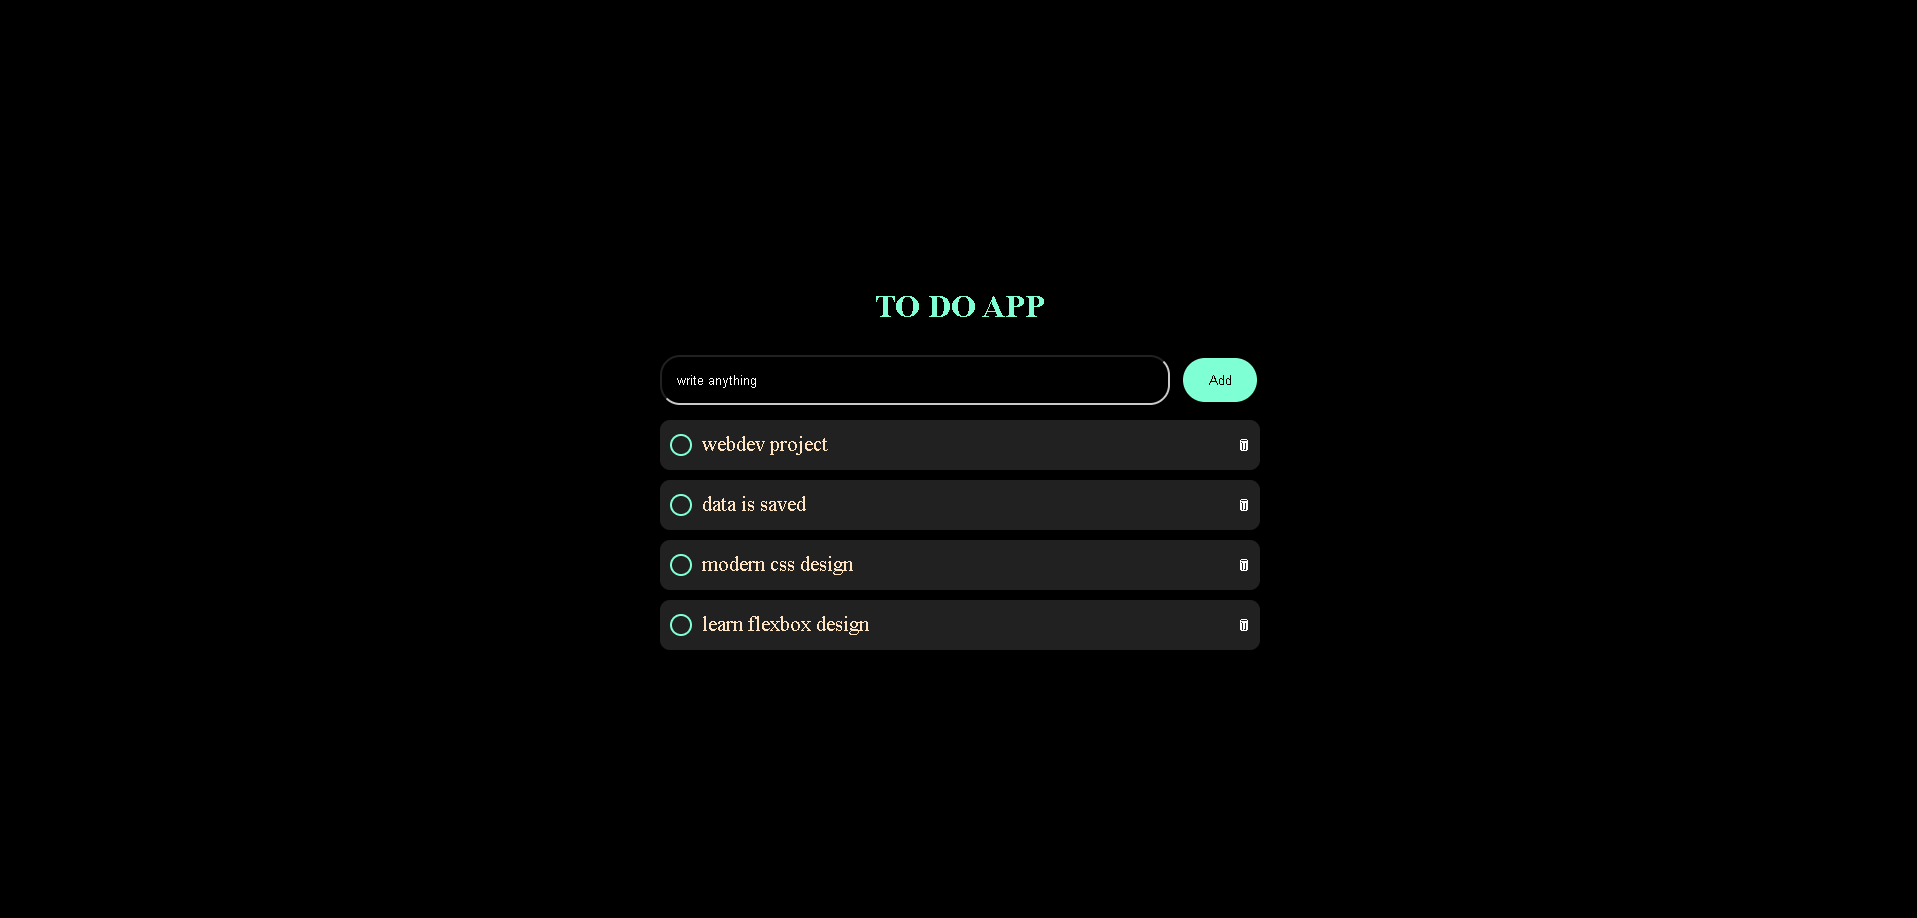 TO DO APP
write anything
Add
webdev project
data is saved
modern css design
learn flexbox design